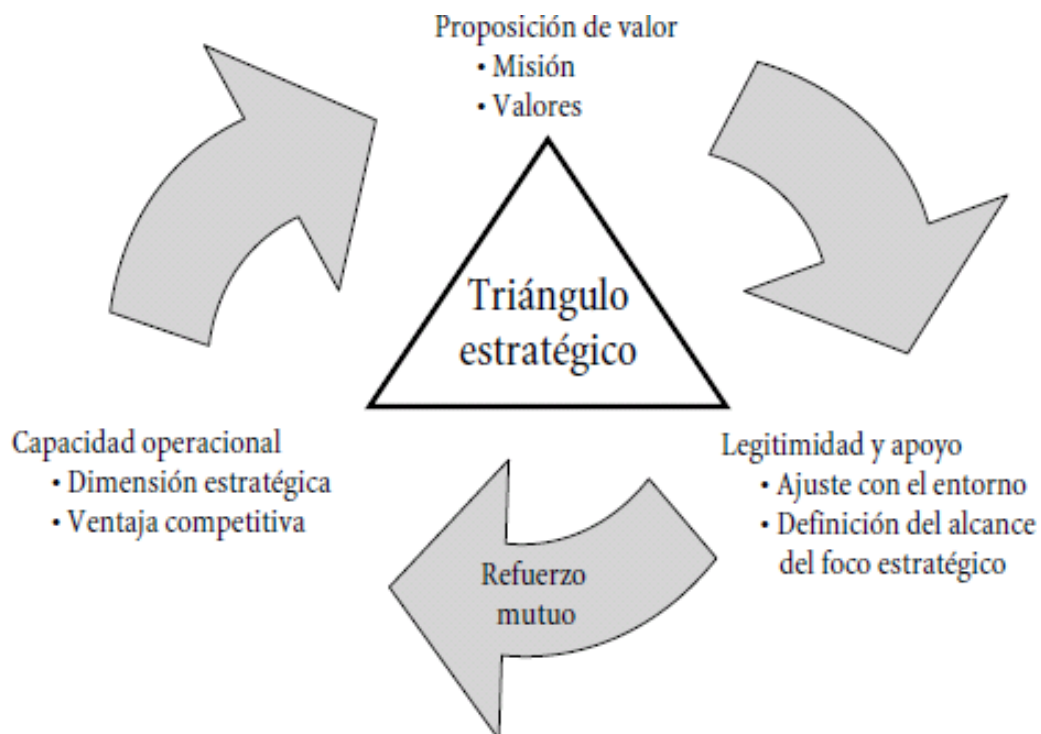 Proposición de valor
• Misión
• Valores
Triángulo
estratégico
Capacidad operacional
• Dimensión estratégica
• Ventaja competitiva
Legitimidad y apoyo
• Ajuste con el entorno
• Definición del alcance
del foco estratégico
Refuerzo
mutuo